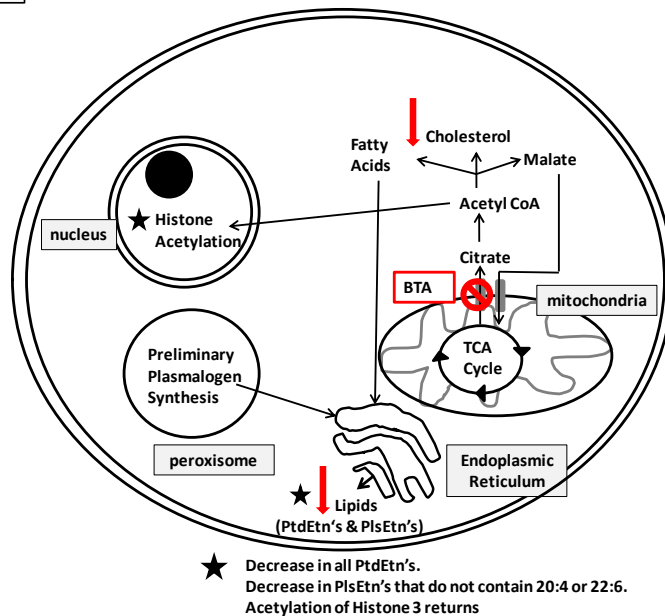 Fatty
Acids
Cholesterol
Malate
Acetyl CoA
Histone
Acetylation
nucleus
Citrate
BTA
mitochondria
TCA
Cycle
Preliminary
Plasmalogen
Synthesis
peroxisome
Endoplasmic
Reticulum
Lipids
(PtdEtn‘s & PlsEtn’s)
Decrease in all PtdEtn’s.
Decrease in PlsEtn’s that do not contain 20:4 or 22:6.
Acetylation of Histone 3 returns